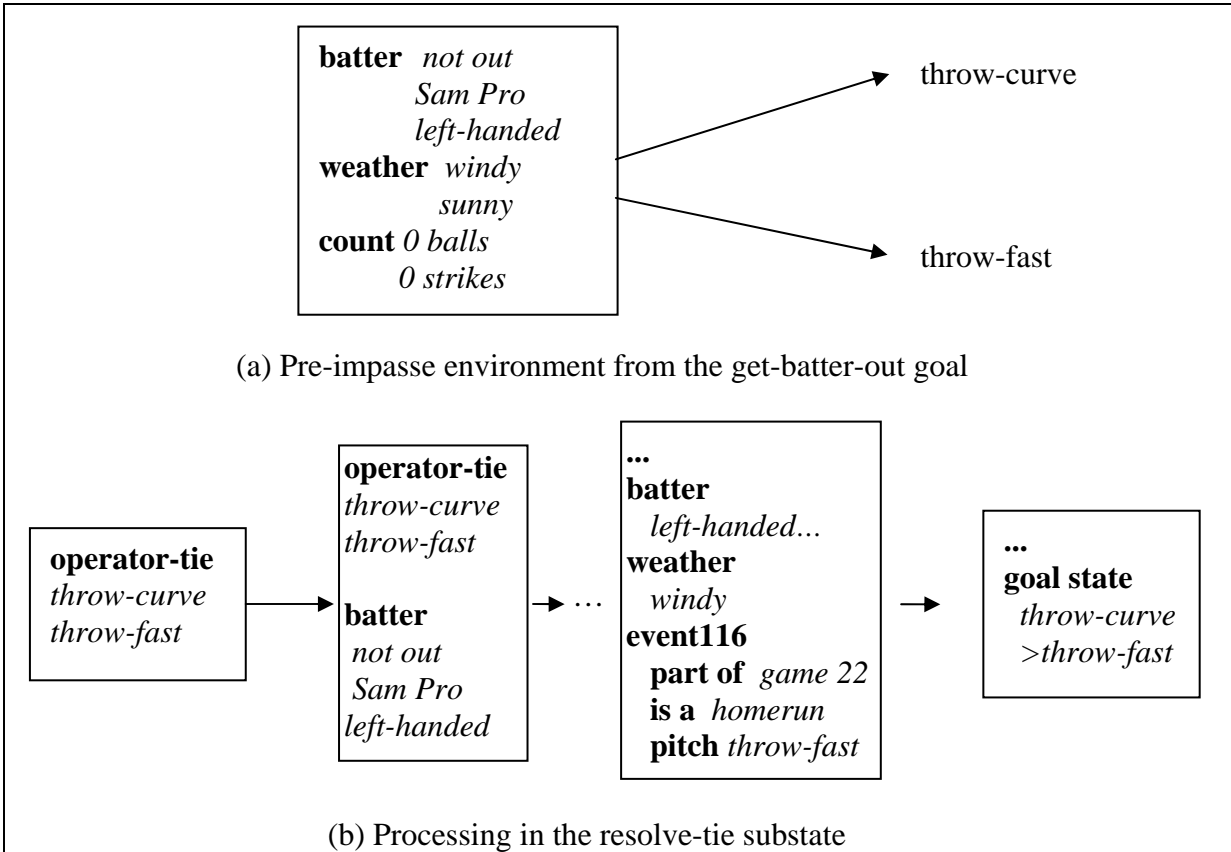 batter not out
Sam Pro
left-handed
weather windy
sunny
count 0 balls
0 strikes
throw-curve
throw-fast
(a) Pre-impasse environment from the get-batter-out goal
operator-tie
throw-curve
throw-fast
operator-tie
throw-curve
throw-fast
batter
not out
Sam Pro
left-handed
...
...
batter
left-handed...
weather
windy
event116
part of game 22
is a homerun
pitch throw-fast
...
goal state
throw-curve
>throw-fast
(b) Processing in the resolve-tie substate